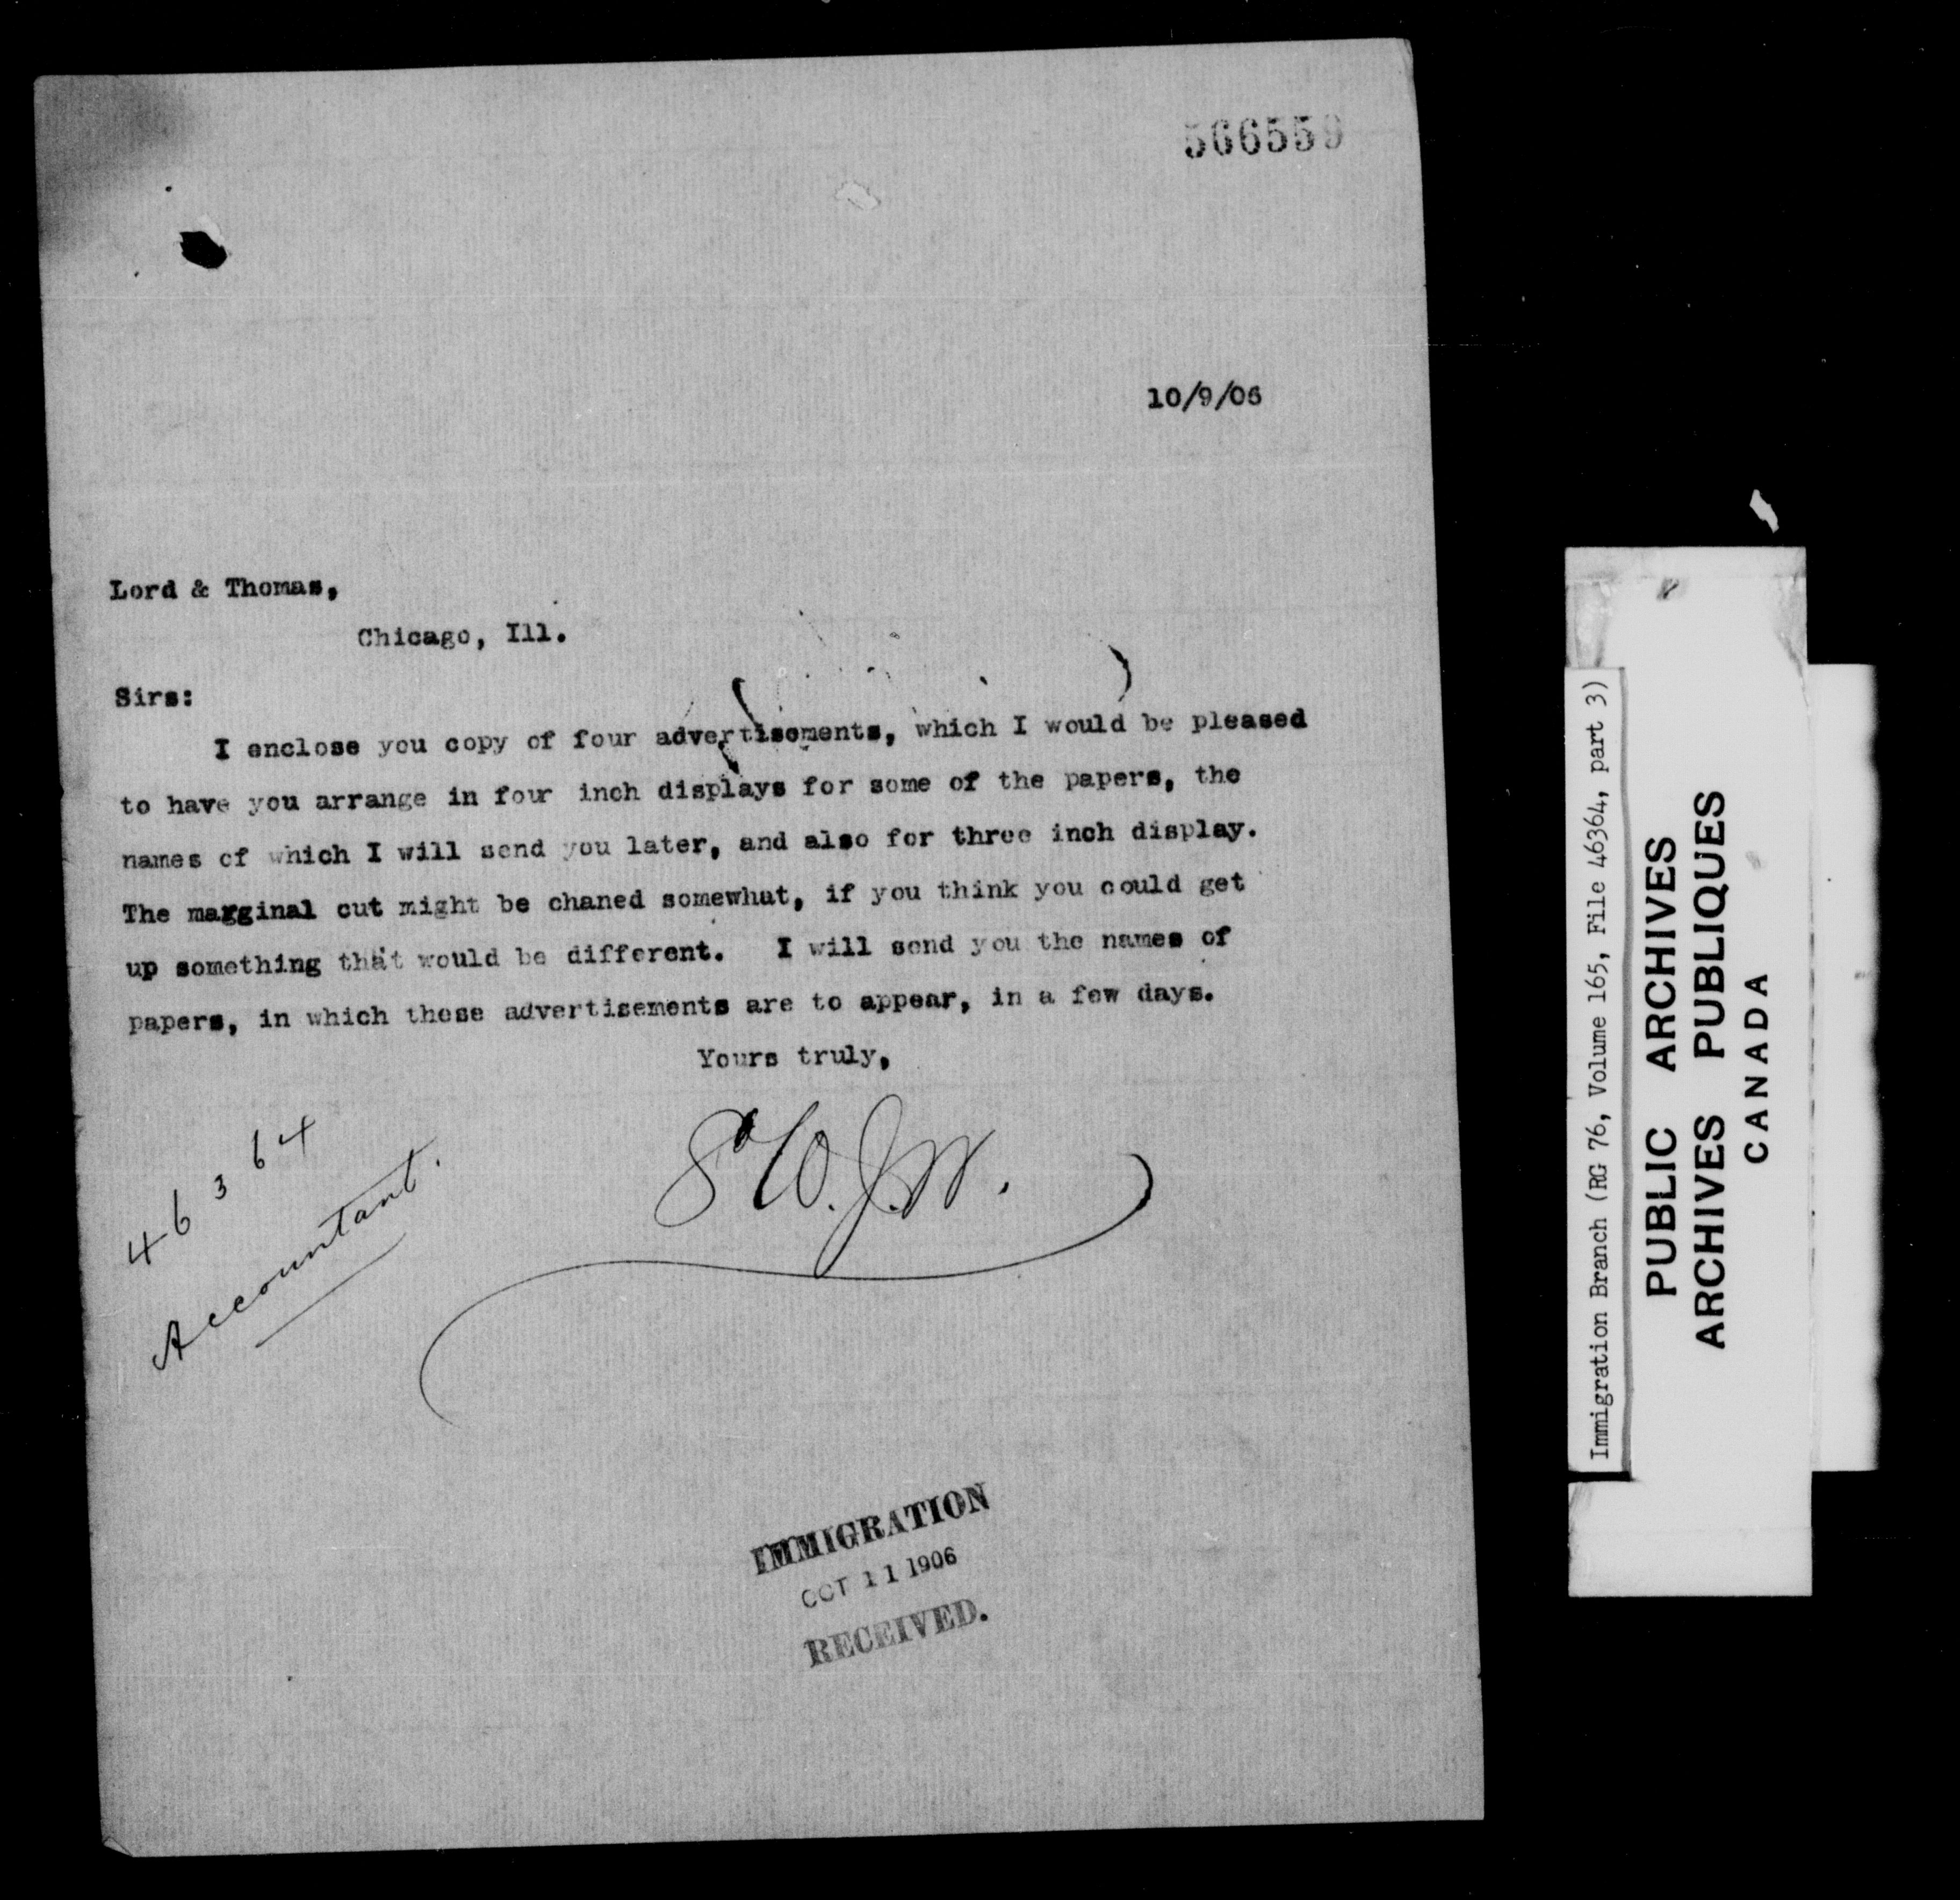 566559
10/9/06
Lord & Thomas,
Chicago, Ill.
Sirs:
I enclose you copy of four advertisements, which I would be pleased
to have you arrange in four inch displays for some of the papers, the
names of which I will send you later, and also for three inch display.
The marginal cut might be chaned somewhat, if you think you could get
up something that would be different. I will send you the names of
papers, in which these advertisements are to appear, in a few days.
Yours truly,
46364
Accountant.
IMMIGRATION
OCT 11 1906
RECEIVED.
Immigration Branch (RG 76, Volume 165, File 46364, part 3)
PUBLIC ARCHIVES
ARCHIVES PUBLIQUES
CANADA